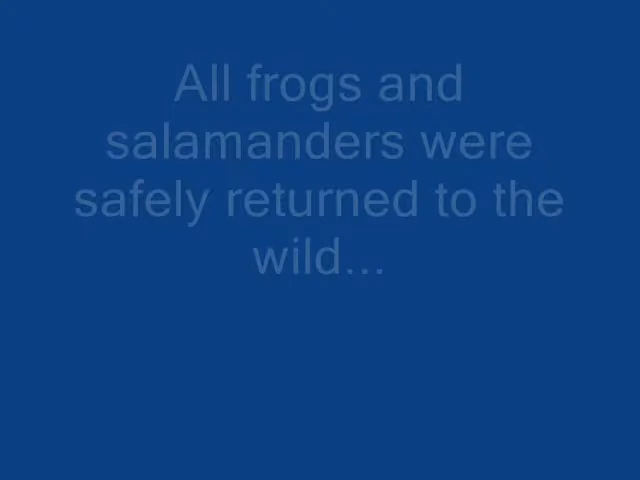 All frogs and
salamanders were
safely returned to the
wild...